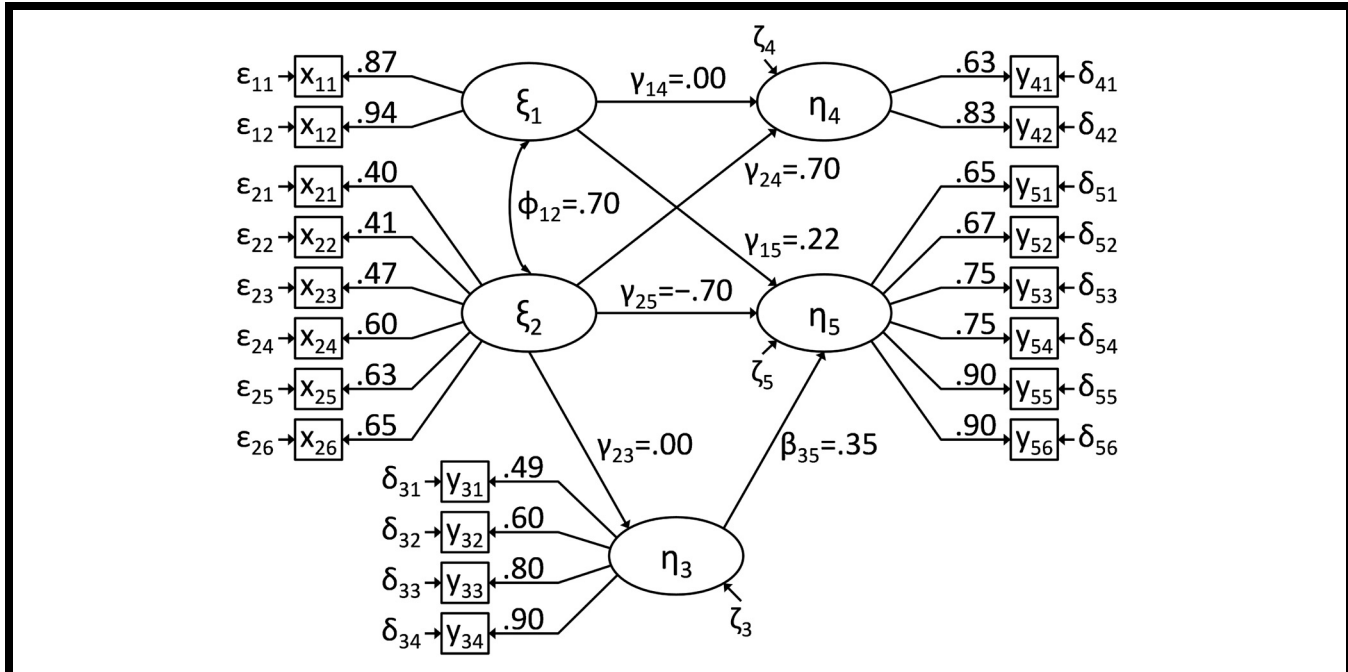 ζ₄
ε₁₁ x₁₁ .87 ξ₁ γ₁₄=.00 η₄ .63 y₄₁ δ₄₁
ε₁₂ x₁₂ .94 .83 y₄₂ δ₄₂
ε₂₁ x₂₁ .40 γ₂₄=.70 .65 y₅₁ δ₅₁
ϕ₁₂=.70
ε₂₂ x₂₂ .41 γ₁₅=.22 .67 y₅₂ δ₅₂
ε₂₃ x₂₃ .47 ξ₂ γ₂₅=−.70 η₅ .75 y₅₃ δ₅₃
ε₂₄ x₂₄ .60 .75 y₅₄ δ₅₄
ζ₅
ε₂₅ x₂₅ .63 .90 y₅₅ δ₅₅
ε₂₆ x₂₆ .65 γ₂₃=.00 β₃₅=.35 .90 y₅₆ δ₅₆
δ₃₁ y₃₁ .49
δ₃₂ y₃₂ .60 η₃
δ₃₃ y₃₃ .80
δ₃₄ y₃₄ .90 ζ₃